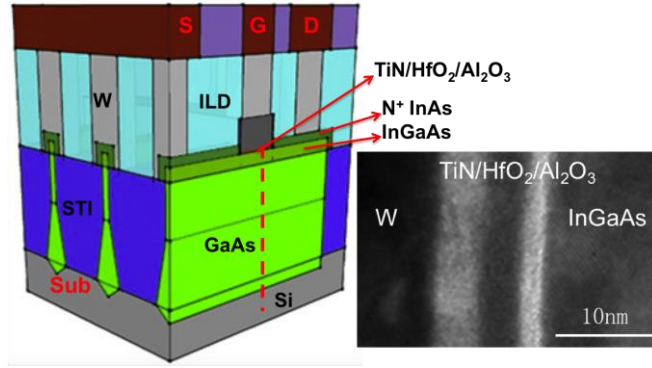 S G D
TiN/HfO₂/Al₂O₃
W ILD
N⁺ InAs
InGaAs
TiN/HfO₂/Al₂O₃
STI
W InGaAs
GaAs
Sub
Si
10nm